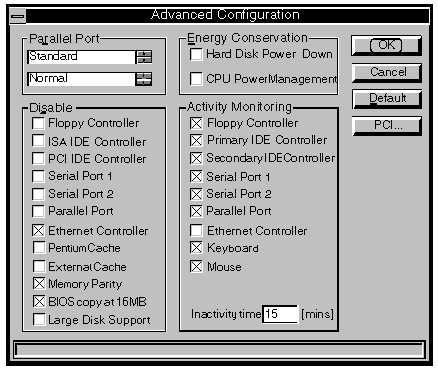 Advanced Configuration
Parallel Port
Standard
Normal
Energy Conservation
Hard Disk Power Down
CPU PowerManagement
(OK)
Cancel
Default
PCI...
Disable
Floppy Controller
ISA IDE Controller
PCI IDE Controller
Serial Port 1
Serial Port 2
Parallel Port
Ethernet Controller
PentiumCache
ExternalCache
Memory Parity
BIOS copy at 16MB
Large Disk Support
Activity Monitoring
Floppy Controller
Primary IDE Controller
SecondaryIDEController
Serial Port 1
Serial Port 2
Parallel Port
Ethernet Controller
Keyboard
Mouse
Inactivity time 15 [mins]